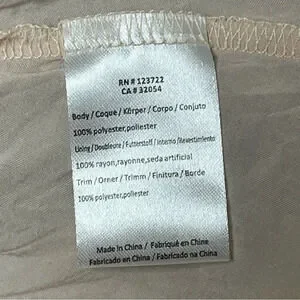 RN # 123722
CA # 32054
Body / Coque / Körper / Corpo / Conjuto
100% polyester,poliester
Lining / Doubleure / Futterstoff / Interno / Revestimiento
100% rayon,rayonne,seda artificial
Trim / Orner / Trimm / Finitura / Borde
100% polyester,poliester
Made in China / Fabriqué en Chine
Fabricado en China / Fabricado na China